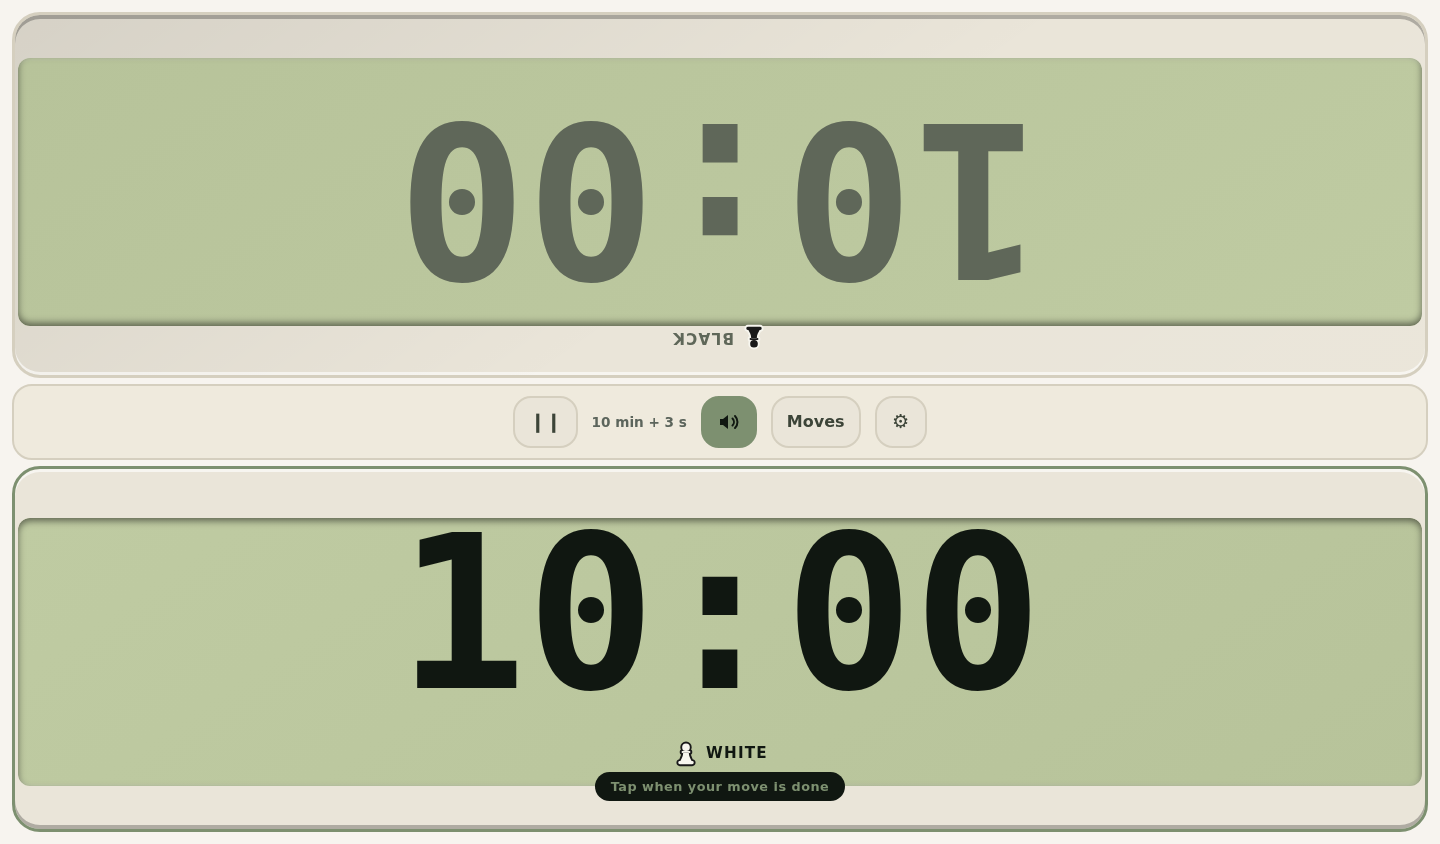 10:00
BLACK
❙❙ 10 min + 3 s Moves ⚙
10:00
WHITE
Tap when your move is done